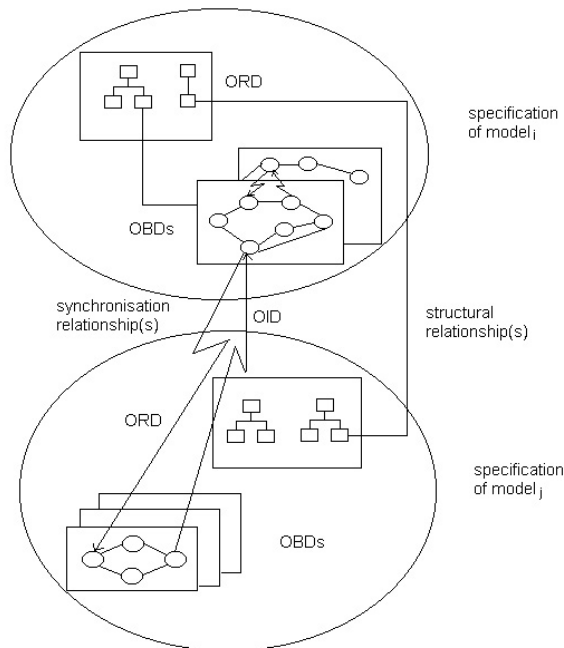 ORD
specification
of model i
OBDs
synchronisation
relationship(s)
OID
structural
relationship(s)
ORD
specification
of model j
OBDs